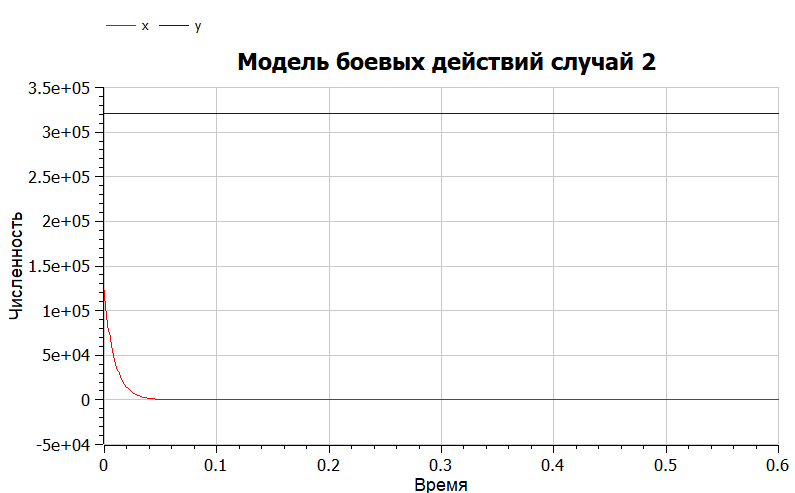 x y
Модель боевых действий случай 2
3.5e+05
3e+05
2.5e+05
2e+05
1.5e+05
1e+05
5e+04
0
-5e+04
Численность
0 0.1 0.2 0.3 0.4 0.5 0.6
Время